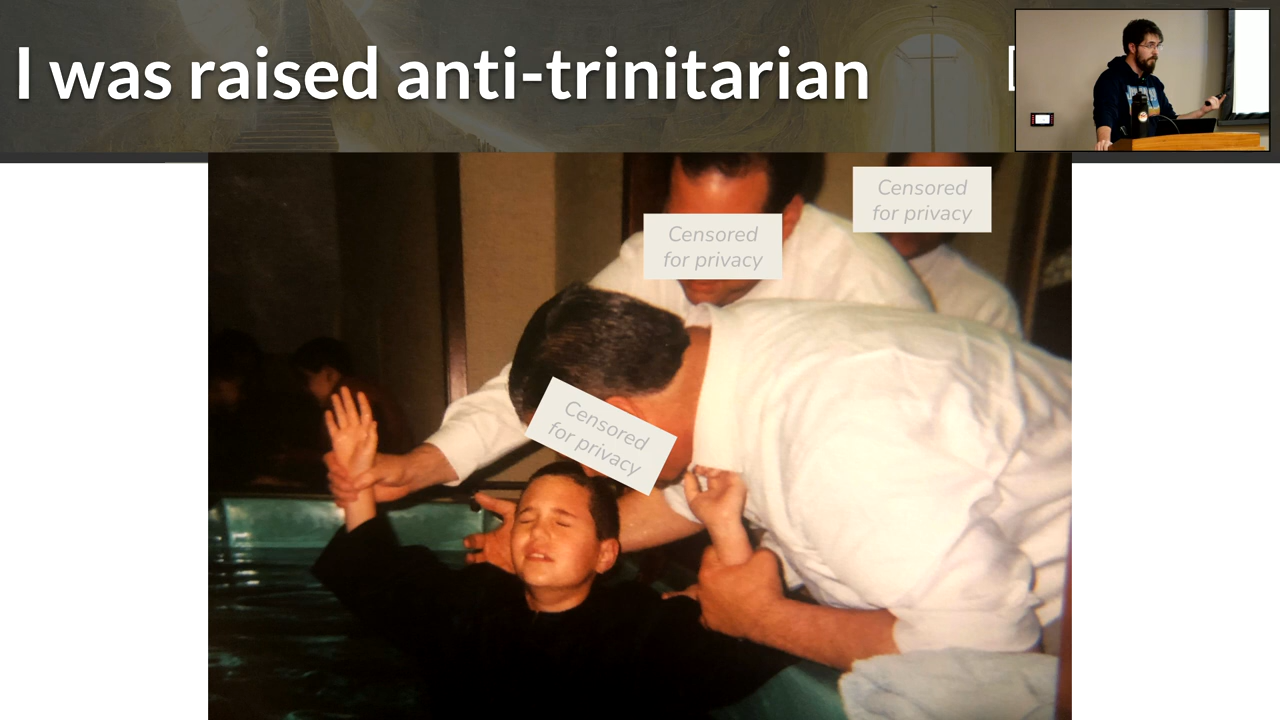 I was raised anti-trinitarian
Censored
for privacy
Censored
for privacy
Censored
for privacy